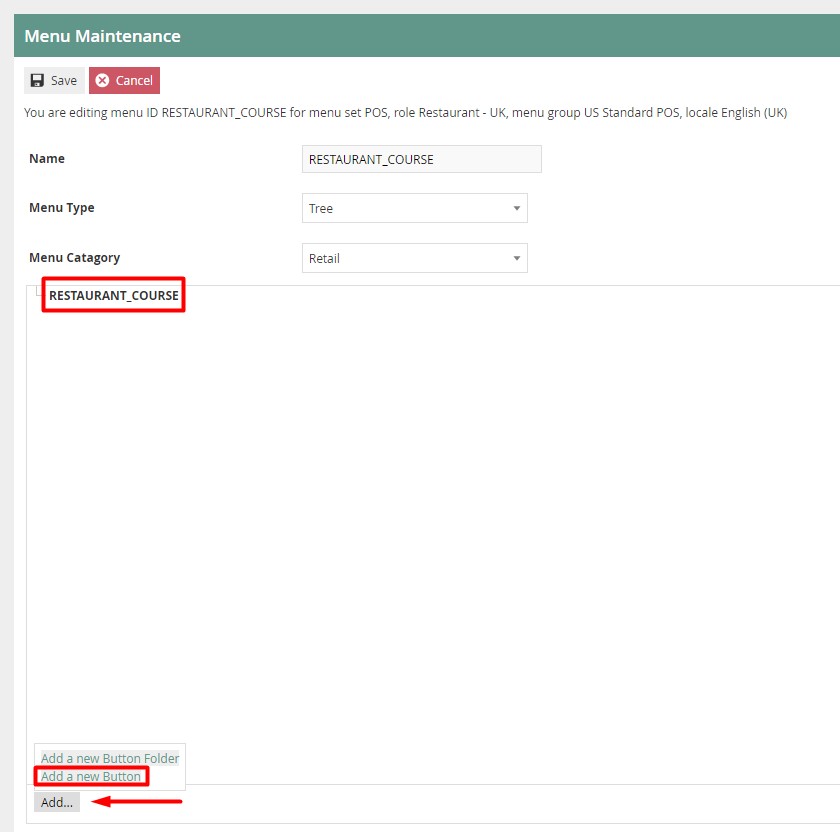 Menu Maintenance
Save Cancel
You are editing menu ID RESTAURANT_COURSE for menu set POS, role Restaurant - UK, menu group US Standard POS, locale English (UK)
Name RESTAURANT_COURSE
Menu Type Tree
Menu Catagory Retail
RESTAURANT_COURSE
Add a new Button Folder
Add a new Button
Add...